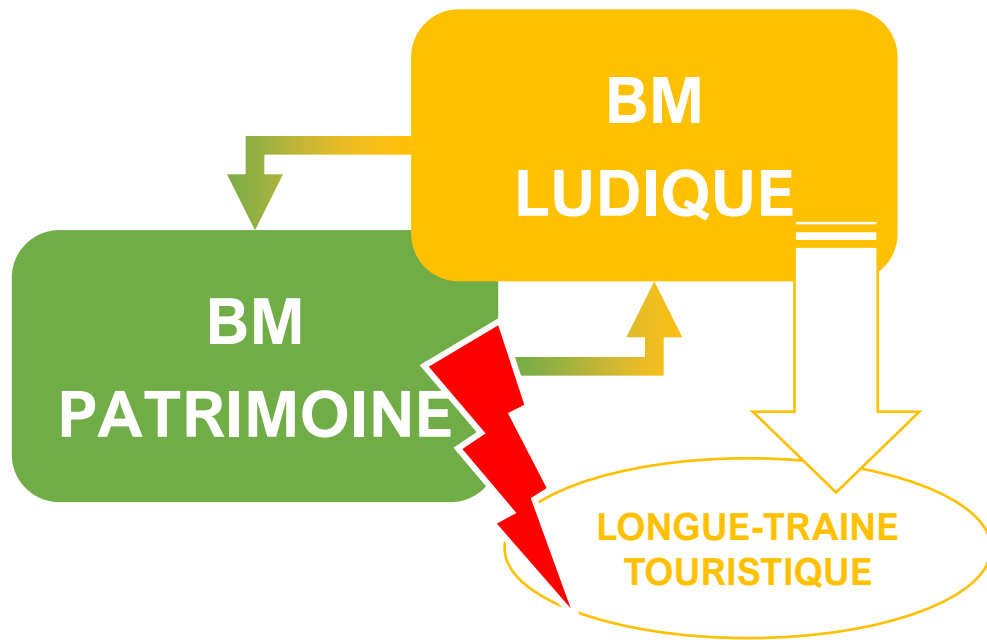 BM
LUDIQUE
BM
PATRIMOINE
LONGUE-TRAINE
TOURISTIQUE